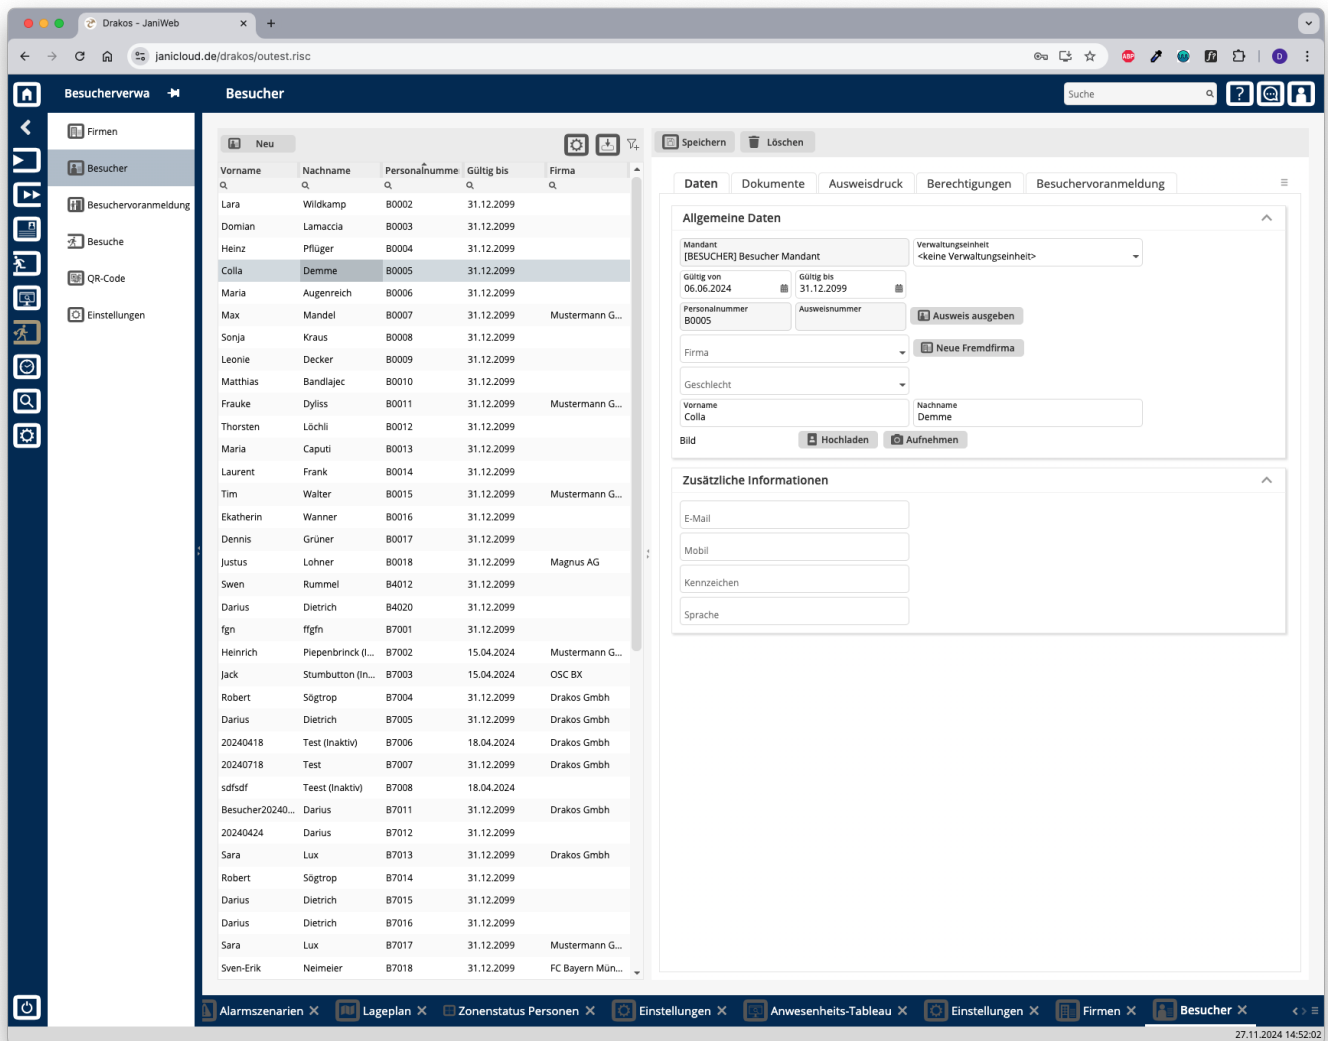 Drakos - JaniWeb
janicloud.de/drakos/outest.risc
ABP
D
Besucherverwa
Besucher
Suche
Firmen
Besucher
Besuchervoranmeldung
Besuche
QR-Code
Einstellungen
Neu
Vorname Nachname Personalnumme Gültig bis Firma
Lara Wildkamp B0002 31.12.2099
Domian Lamaccia B0003 31.12.2099
Heinz Pflüger B0004 31.12.2099
Colla Demme B0005 31.12.2099
Maria Augenreich B0006 31.12.2099
Max Mandel B0007 31.12.2099 Mustermann G...
Sonja Kraus B0008 31.12.2099
Leonie Decker B0009 31.12.2099
Matthias Bandlajec B0010 31.12.2099
Frauke Dyliss B0011 31.12.2099 Mustermann G...
Thorsten Löchli B0012 31.12.2099
Maria Caputi B0013 31.12.2099
Laurent Frank B0014 31.12.2099
Tim Walter B0015 31.12.2099 Mustermann G...
Ekatherin Wanner B0016 31.12.2099
Dennis Grüner B0017 31.12.2099
Justus Lohner B0018 31.12.2099 Magnus AG
Swen Rummel B4012 31.12.2099
Darius Dietrich B4020 31.12.2099
fgn ffgfn B7001 31.12.2099
Heinrich Piepenbrinck (I... B7002 15.04.2024 Mustermann G...
Jack Stumbutton (In... B7003 15.04.2024 OSC BX
Robert Sögtrop B7004 31.12.2099 Drakos Gmbh
Darius Dietrich B7005 31.12.2099 Drakos Gmbh
20240418 Test (Inaktiv) B7006 18.04.2024 Drakos Gmbh
20240718 Test B7007 31.12.2099 Drakos Gmbh
sdfsdf Teest (Inaktiv) B7008 18.04.2024
Besucher20240... Darius B7011 31.12.2099 Drakos Gmbh
20240424 Darius B7012 31.12.2099
Sara Lux B7013 31.12.2099 Drakos Gmbh
Robert Sögtrop B7014 31.12.2099
Darius Dietrich B7015 31.12.2099
Darius Dietrich B7016 31.12.2099
Sara Lux B7017 31.12.2099 Mustermann G...
Sven-Erik Neimeier B7018 31.12.2099 FC Bayern Mün...
Speichern Löschen
Daten Dokumente Ausweisdruck Berechtigungen Besuchervoranmeldung
Allgemeine Daten
Mandant Verwaltungseinheit
[BESUCHER] Besucher Mandant <keine Verwaltungseinheit>
Gültig von Gültig bis
06.06.2024 31.12.2099
Personalnummer Ausweisnummer
B0005
Ausweis ausgeben
Firma
Neue Fremdfirma
Geschlecht
Vorname Nachname
Colla Demme
Bild Hochladen Aufnehmen
Zusätzliche Informationen
E-Mail
Mobil
Kennzeichen
Sprache
Alarmszenarien Lageplan Zonenstatus Personen Einstellungen Anwesenheits-Tableau Einstellungen Firmen Besucher
27.11.2024 14:52:02